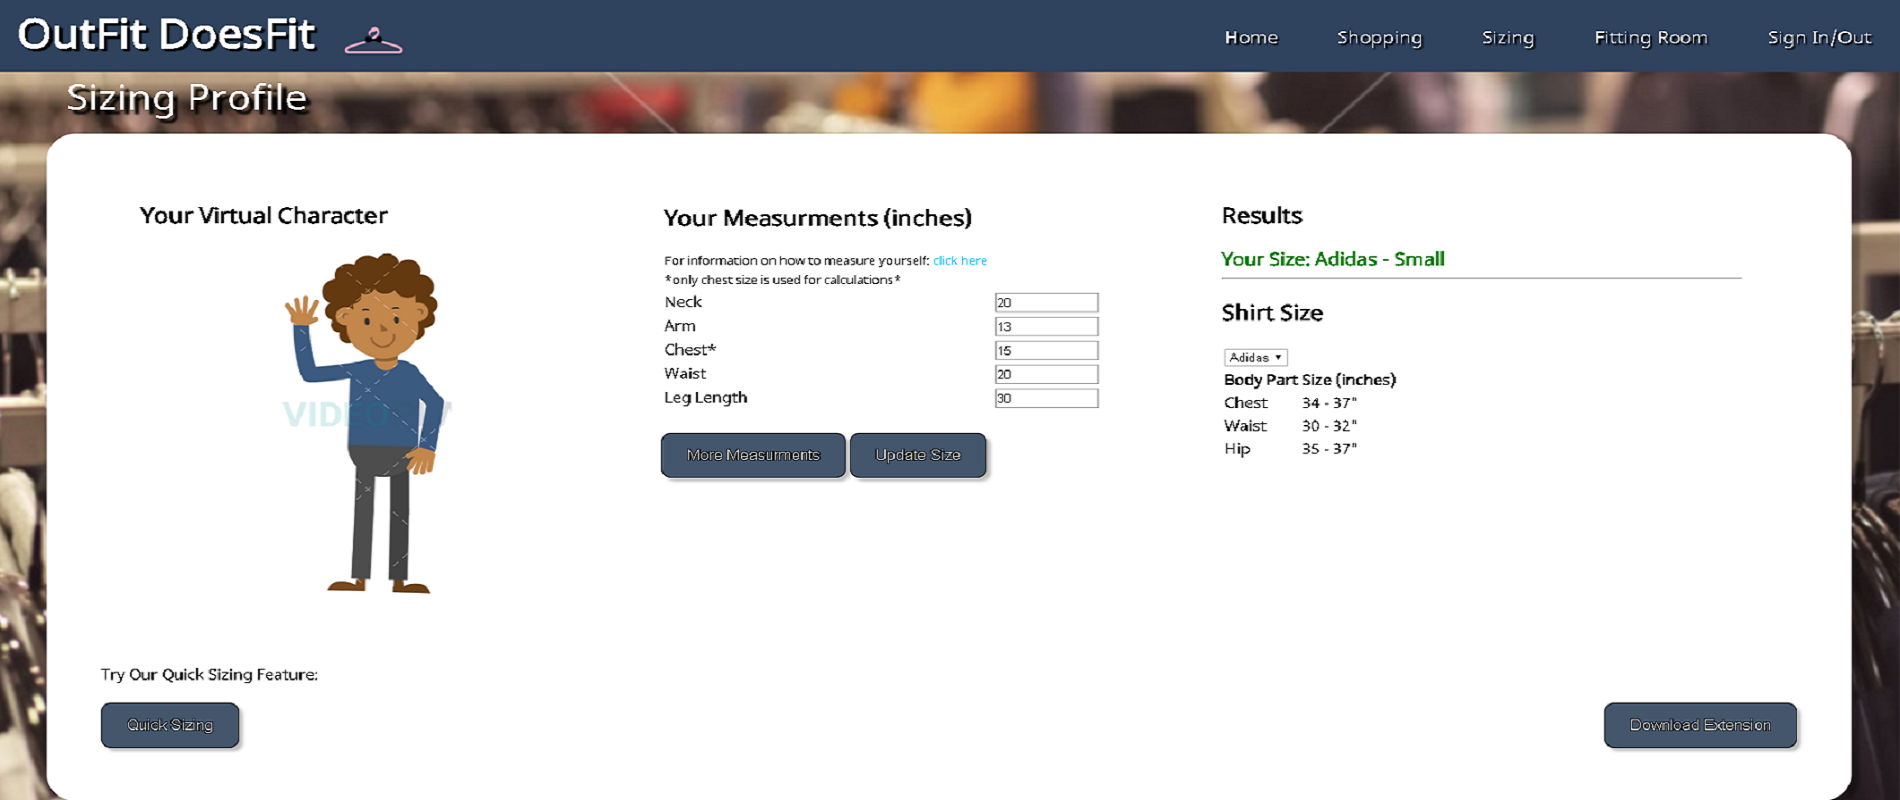 OutFit DoesFit
Home Shopping Sizing Fitting Room Sign In/Out
Sizing Profile
Your Virtual Character
VIDEO
Try Our Quick Sizing Feature:
Quick Sizing
Your Measurments (inches)
For information on how to measure yourself: click here
*only chest size is used for calculations*
Neck 20
Arm 13
Chest* 15
Waist 20
Leg Length 30
More Measurments Update Size
Results
Your Size: Adidas - Small
Shirt Size
Adidas
Body Part Size (inches)
Chest 34 - 37"
Waist 30 - 32"
Hip 35 - 37"
Download Extension